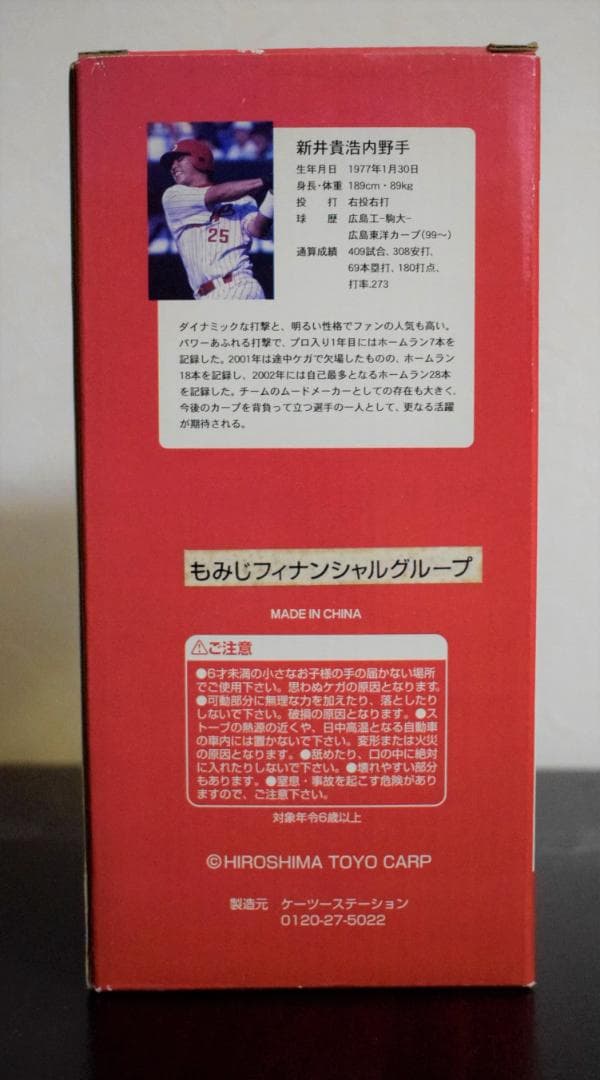 新井貴浩内野手
生年月日 1977年1月30日
身長・体重 189cm・89kg
投 打 右投右打
球 歴 広島工-駒大-
広島東洋カープ(99〜)
通算成績 409試合、308安打、
69本塁打、180打点、
打率.273
25
ダイナミックな打撃と、明るい性格でファンの人気も高い。
パワーあふれる打撃で、プロ入り1年目にはホームラン7本を
記録した。2001年は途中ケガで欠場したものの、ホームラン
18本を記録し、2002年には自己最多となるホームラン28本
を記録した。チームのムードメーカーとしての存在も大きく、
今後のカープを背負って立つ選手の一人として、更なる活躍
が期待される。
もみじフィナンシャルグループ
MADE IN CHINA
⚠ご注意
●6才未満の小さなお子様の手の届かない場所
でご使用下さい。思わぬケガの原因となります。
●可動部分に無理な力を加えたり、落としたり
しないで下さい。破損の原因となります。●ス
トーブの熱源の近くや、日中高温となる自動車
の車内には置かないで下さい。変形または火災
の原因となります。●舐めたり、口の中に絶対
に入れたりしないで下さい。●壊れやすい部分
もあります。●窒息・事故を起こす危険があり
ますので、ご注意下さい。
対象年令6歳以上
©HIROSHIMA TOYO CARP
製造元 ケーツーステーション
0120-27-5022